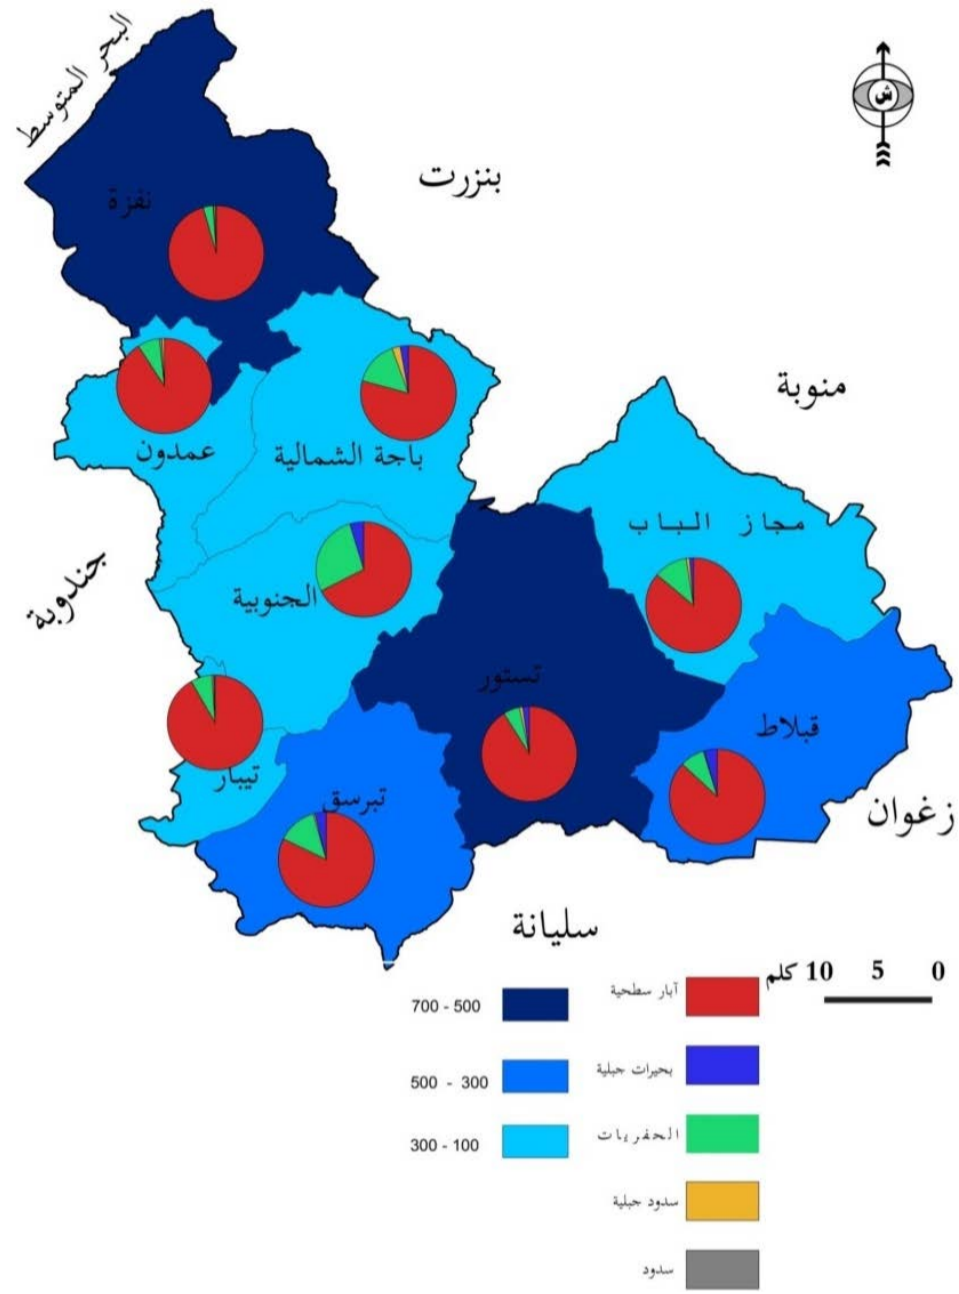 البحر المتوسط
ش
بنزرت
نفزة
منوبة
عمدون
باجة الشمالية
مجاز الباب
جندوبة
الجنوبية
تستور
قبلاط
تيبار
تبرسق
زغوان
سليانة
0 5 10 كلم
آبار سطحية
700 - 500
بحيرات جبلية
500 - 300
الحفريات
300 - 100
سدود جبلية
سدود